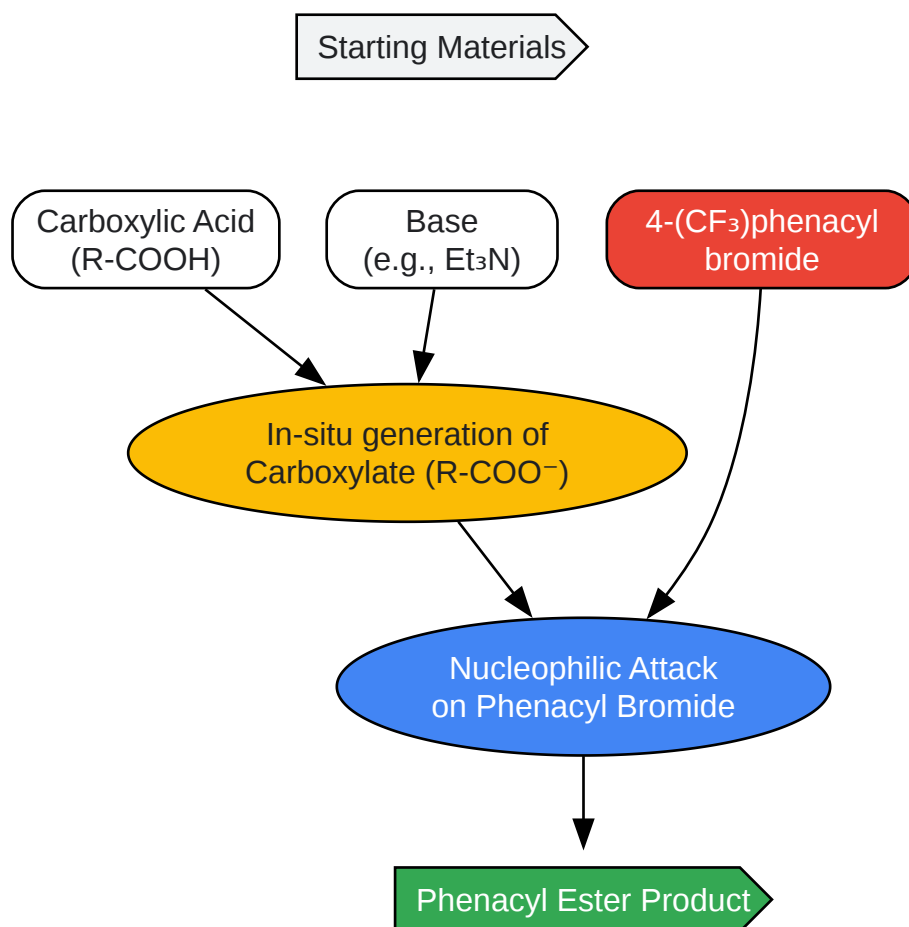 Starting Materials
Carboxylic Acid
(R-COOH)
Base
(e.g., Et₃N)
4-(CF₃)phenacyl
bromide
In-situ generation of
Carboxylate (R-COO⁻)
Nucleophilic Attack
on Phenacyl Bromide
Phenacyl Ester Product